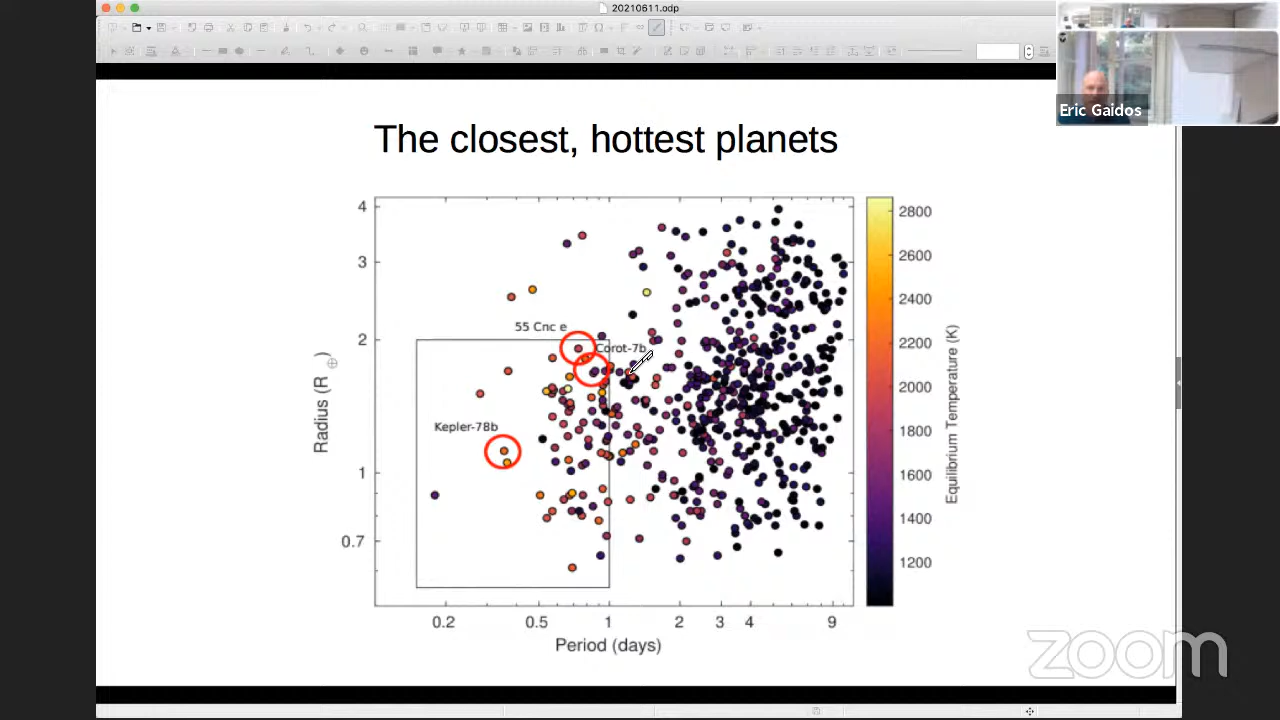 20210611.odp
Eric Gaidos
The closest, hottest planets
4
3
2
1
0.7
Radius (R⊕)
55 Cnc e
Corot-7b
Kepler-78b
0.2
0.5
1
2
3
4
9
Period (days)
2800
2600
2400
2200
2000
1800
1600
1400
1200
Equilibrium Temperature (K)
zoom